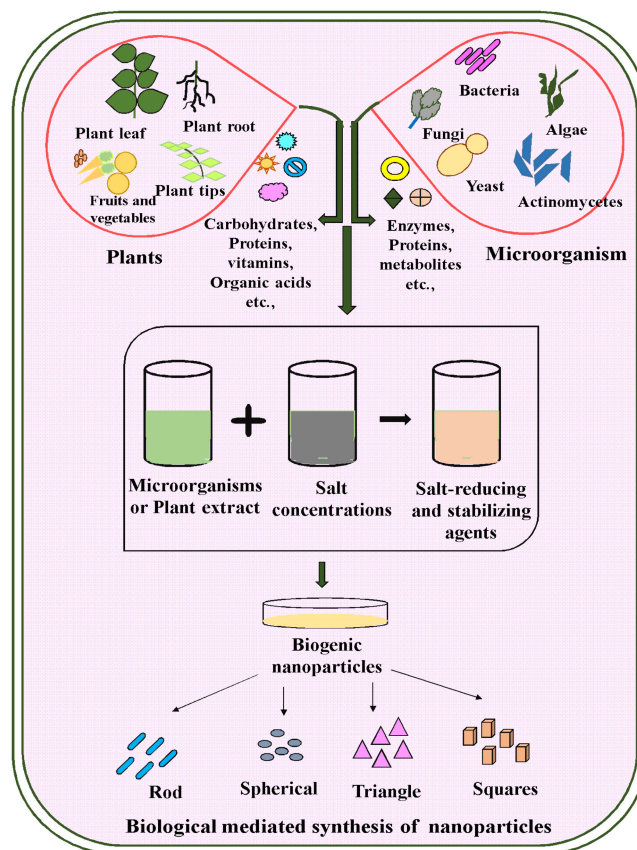 Plant leaf
Plant root
Fruits and
vegetables
Plant tips
Plants
Bacteria
Fungi
Algae
Yeast
Actinomycetes
Microorganism
Carbohydrates,
Proteins,
vitamins,
Organic acids
etc.,
Enzymes,
Proteins,
metabolites
etc.,
Microorganisms
or Plant extract
Salt
concentrations
Salt-reducing
and stabilizing
agents
Biogenic
nanoparticles
Rod
Spherical
Triangle
Squares
Biological mediated synthesis of nanoparticles